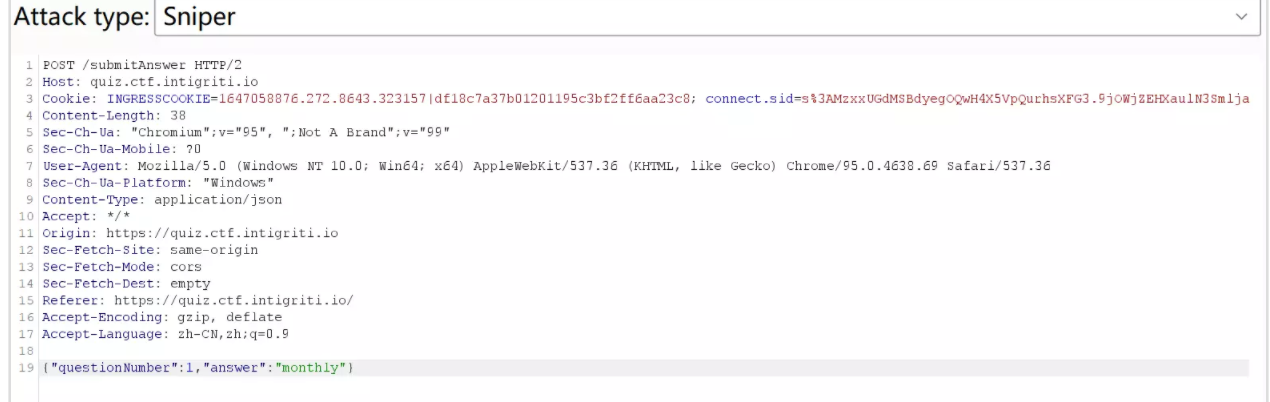 Attack type: Sniper
1 POST /submitAnswer HTTP/2
2 Host: quiz.ctf.intigriti.io
3 Cookie: INGRESSCOOKIE=1647058876.272.8643.323157|df18c7a37b01201195c3bf2ff6aa23c8; connect.sid=s%3AMzxxUGdMSBdyegOQwH4X5VpQurhsXFG3.9jOWjZEHXaulN3Smlja
4 Content-Length: 38
5 Sec-Ch-Ua: "Chromium";v="95", ";Not A Brand";v="99"
6 Sec-Ch-Ua-Mobile: ?0
7 User-Agent: Mozilla/5.0 (Windows NT 10.0; Win64; x64) AppleWebKit/537.36 (KHTML, like Gecko) Chrome/95.0.4638.69 Safari/537.36
8 Sec-Ch-Ua-Platform: "Windows"
9 Content-Type: application/json
10 Accept: */*
11 Origin: https://quiz.ctf.intigriti.io
12 Sec-Fetch-Site: same-origin
13 Sec-Fetch-Mode: cors
14 Sec-Fetch-Dest: empty
15 Referer: https://quiz.ctf.intigriti.io/
16 Accept-Encoding: gzip, deflate
17 Accept-Language: zh-CN,zh;q=0.9
18
19 {"questionNumber":1,"answer":"monthly"}